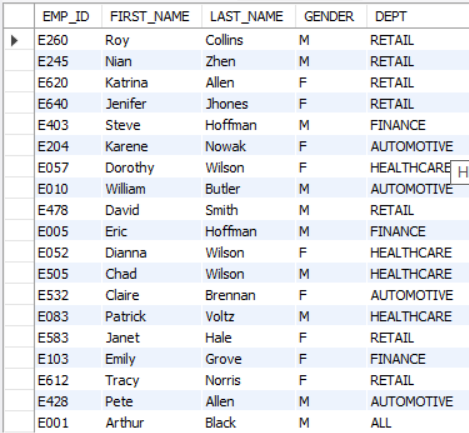 EMP_ID FIRST_NAME LAST_NAME GENDER DEPT
E260 Roy Collins M RETAIL
E245 Nian Zhen M RETAIL
E620 Katrina Allen F RETAIL
E640 Jenifer Jhones F RETAIL
E403 Steve Hoffman M FINANCE
E204 Karene Nowak F AUTOMOTIVE
E057 Dorothy Wilson F HEALTHCARE H
E010 William Butler M AUTOMOTIVE
E478 David Smith M RETAIL
E005 Eric Hoffman M FINANCE
E052 Dianna Wilson F HEALTHCARE
E505 Chad Wilson M HEALTHCARE
E532 Claire Brennan F AUTOMOTIVE
E083 Patrick Voltz M HEALTHCARE
E583 Janet Hale F RETAIL
E103 Emily Grove F FINANCE
E612 Tracy Norris F RETAIL
E428 Pete Allen M AUTOMOTIVE
E001 Arthur Black M ALL